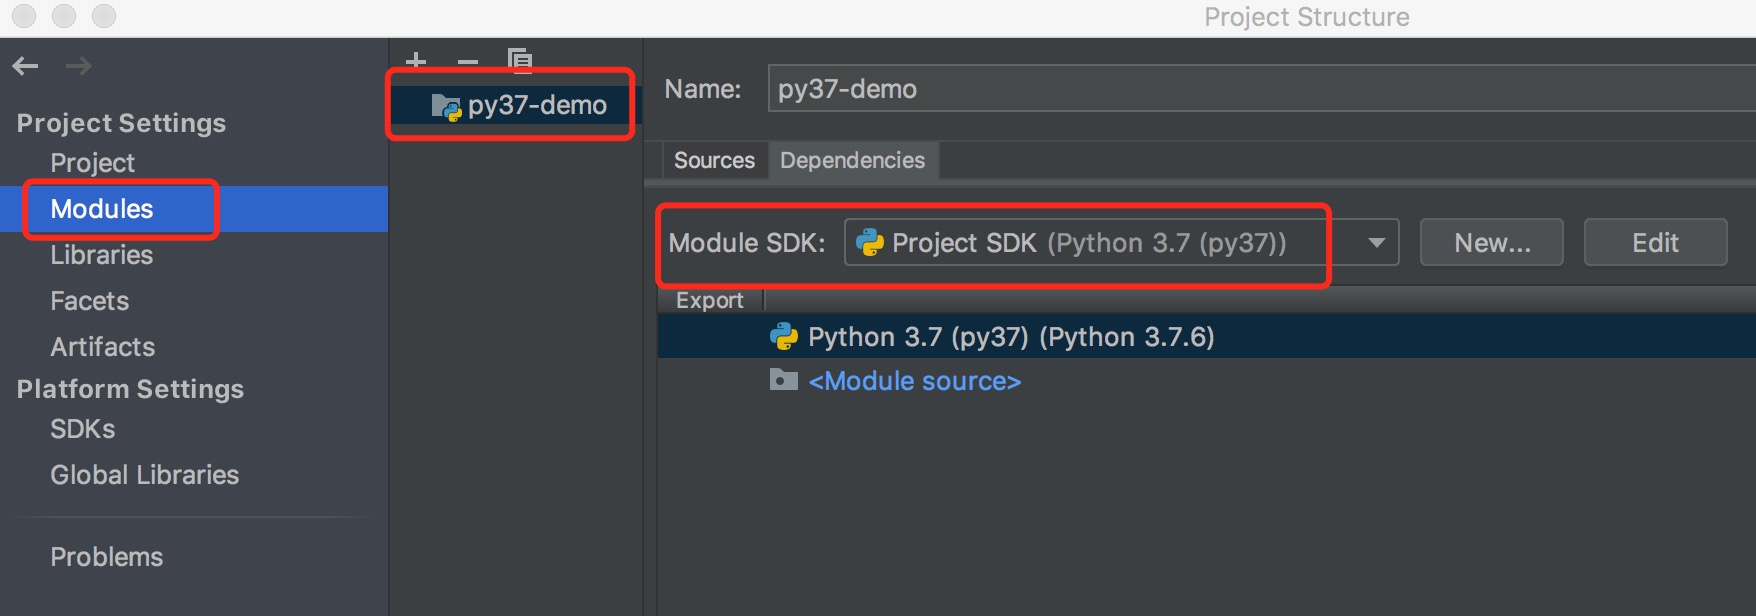 Project Structure
Project Settings
Project
Modules
Libraries
Facets
Artifacts
Platform Settings
SDKs
Global Libraries
Problems
py37-demo
Name: py37-demo
Sources Dependencies
Module SDK: Project SDK (Python 3.7 (py37)) New... Edit
Export
Python 3.7 (py37) (Python 3.7.6)
<Module source>